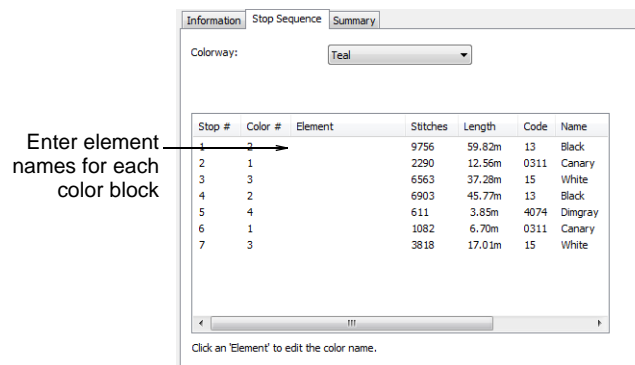 Information Stop Sequence Summary
Colorway: Teal
Enter element names for each color block
Stop # Color # Element Stitches Length Code Name
1 2 9756 59.82m 13 Black
2 1 2290 12.56m 0311 Canary
3 3 6563 37.28m 15 White
4 2 6903 45.77m 13 Black
5 4 611 3.85m 4074 Dimgray
6 1 1082 6.70m 0311 Canary
7 3 3818 17.01m 15 White
Click an 'Element' to edit the color name.